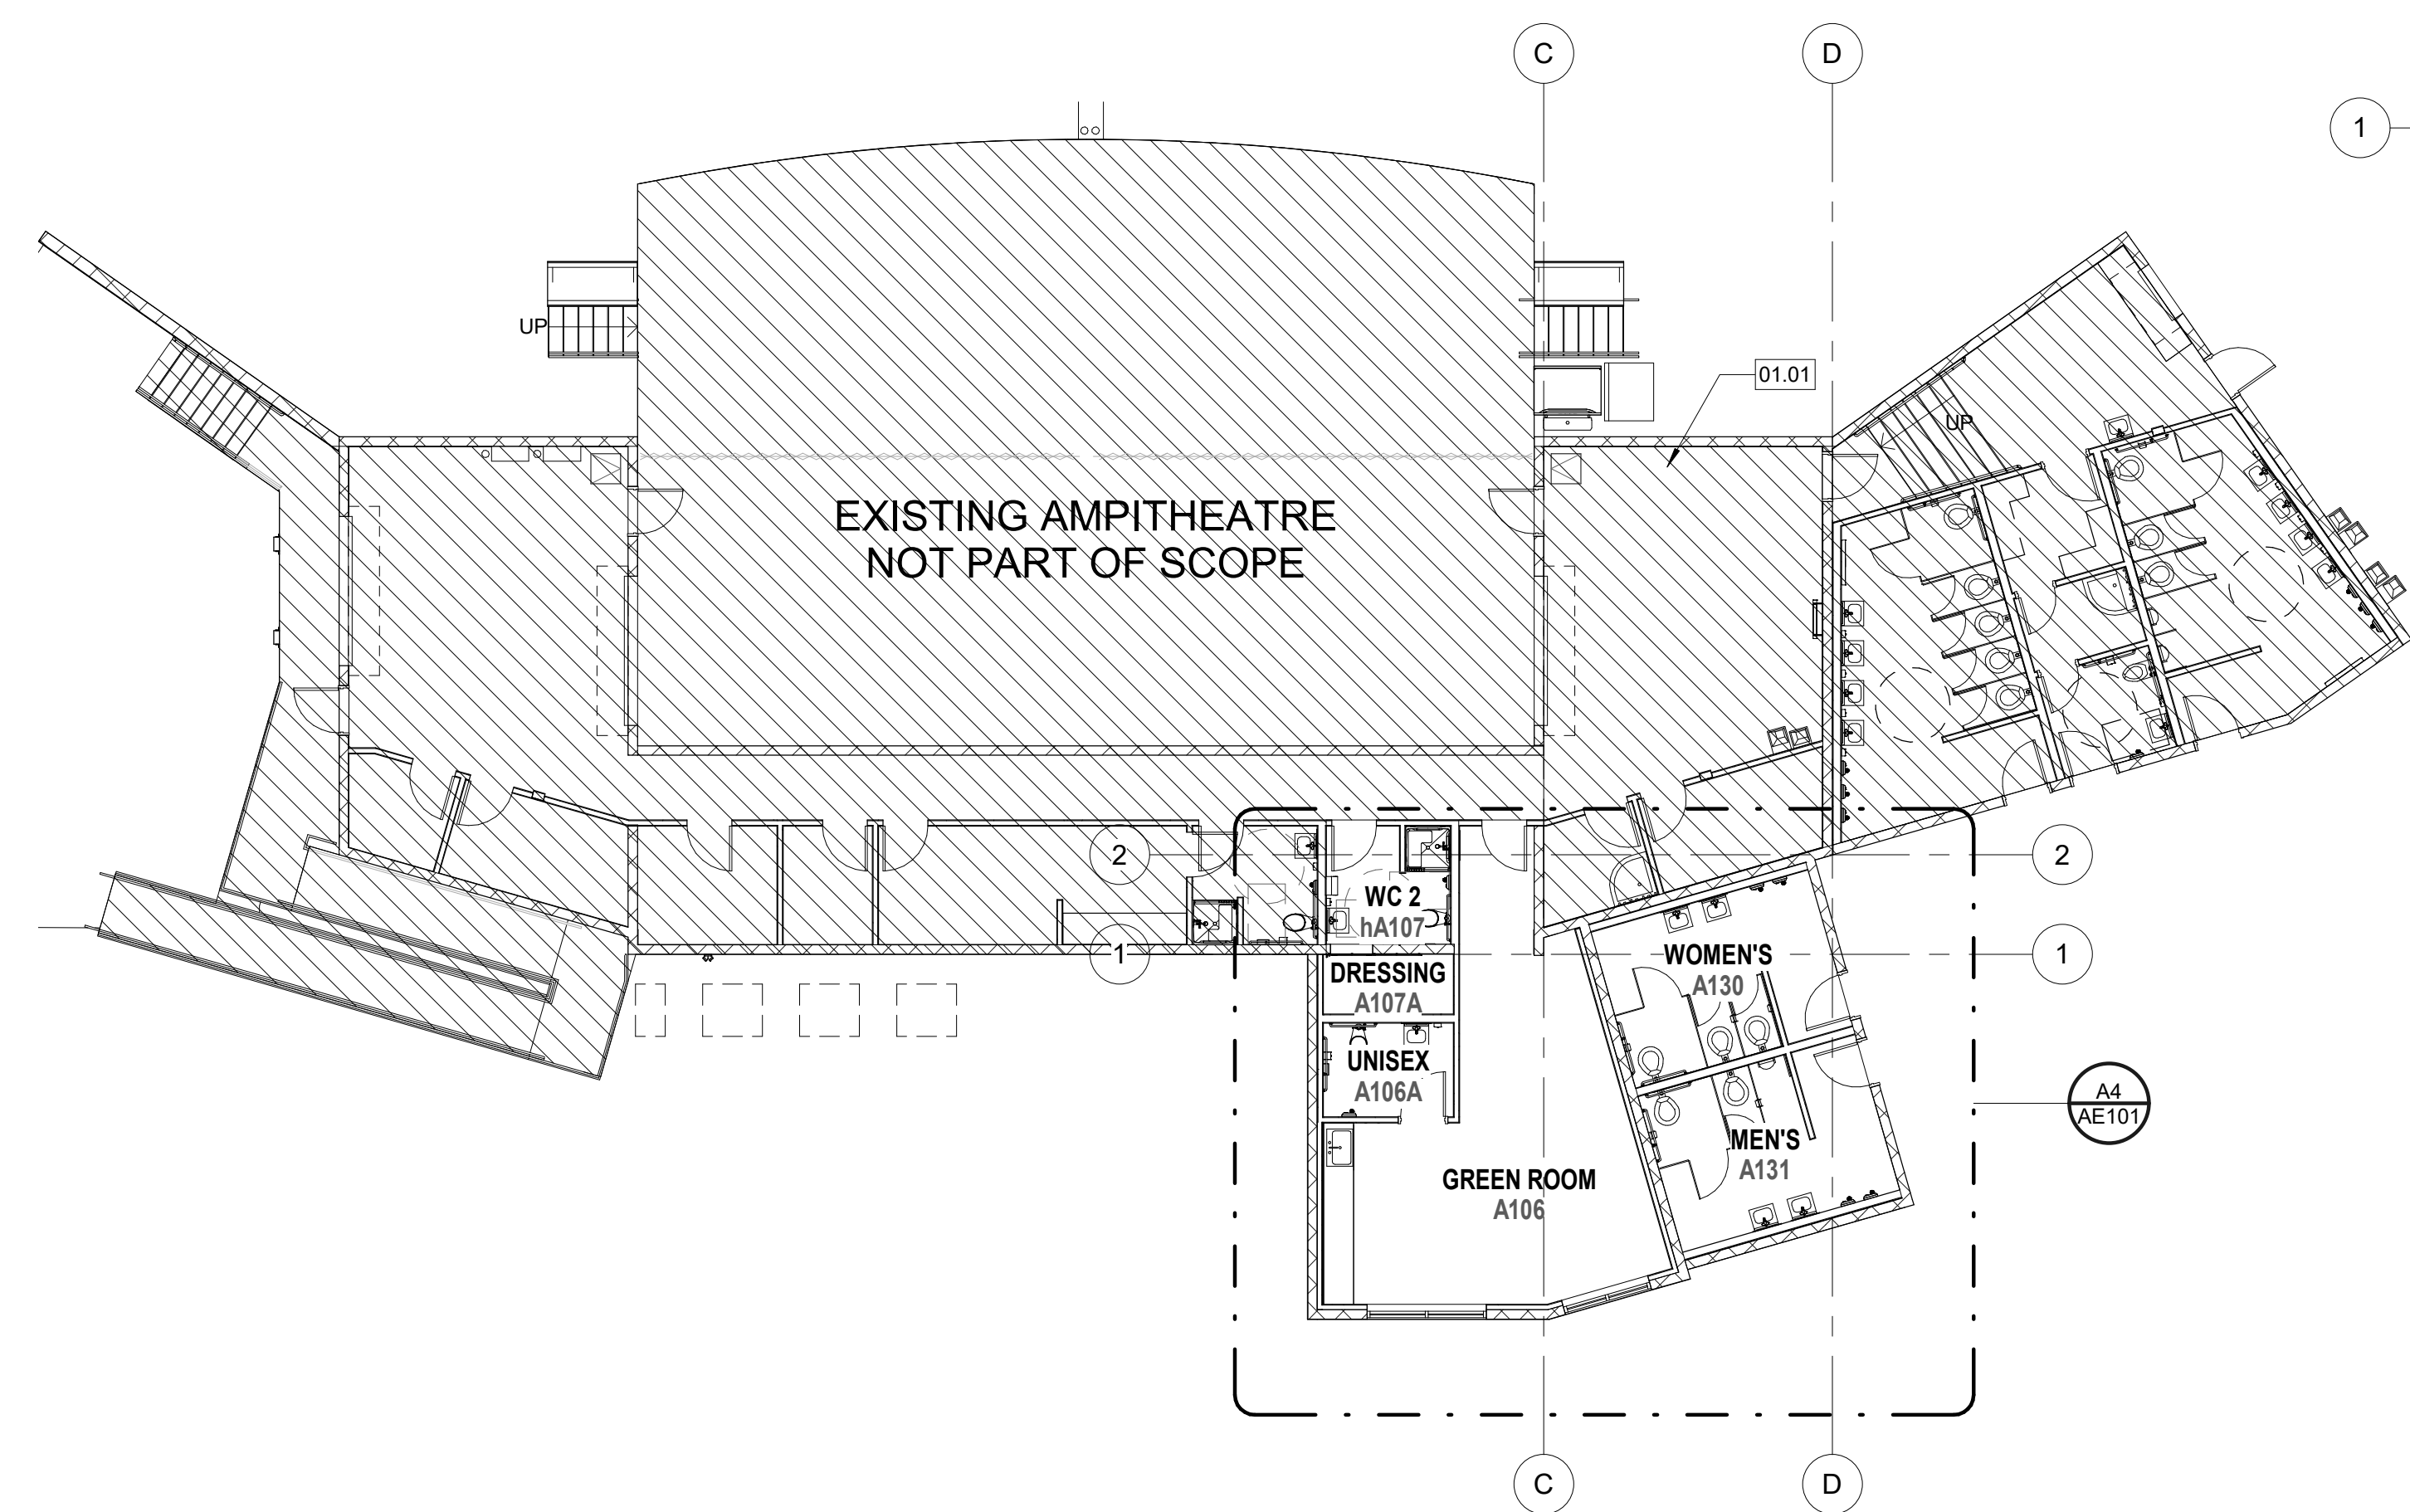 C
D
1
UP
01.01
UP
EXISTING AMPITHEATRE
NOT PART OF SCOPE
2
2
WC 2
hA107
1
1
WOMEN'S
A130
DRESSING
A107A
UNISEX
A106A
A4
AE101
MEN'S
A131
GREEN ROOM
A106
C
D